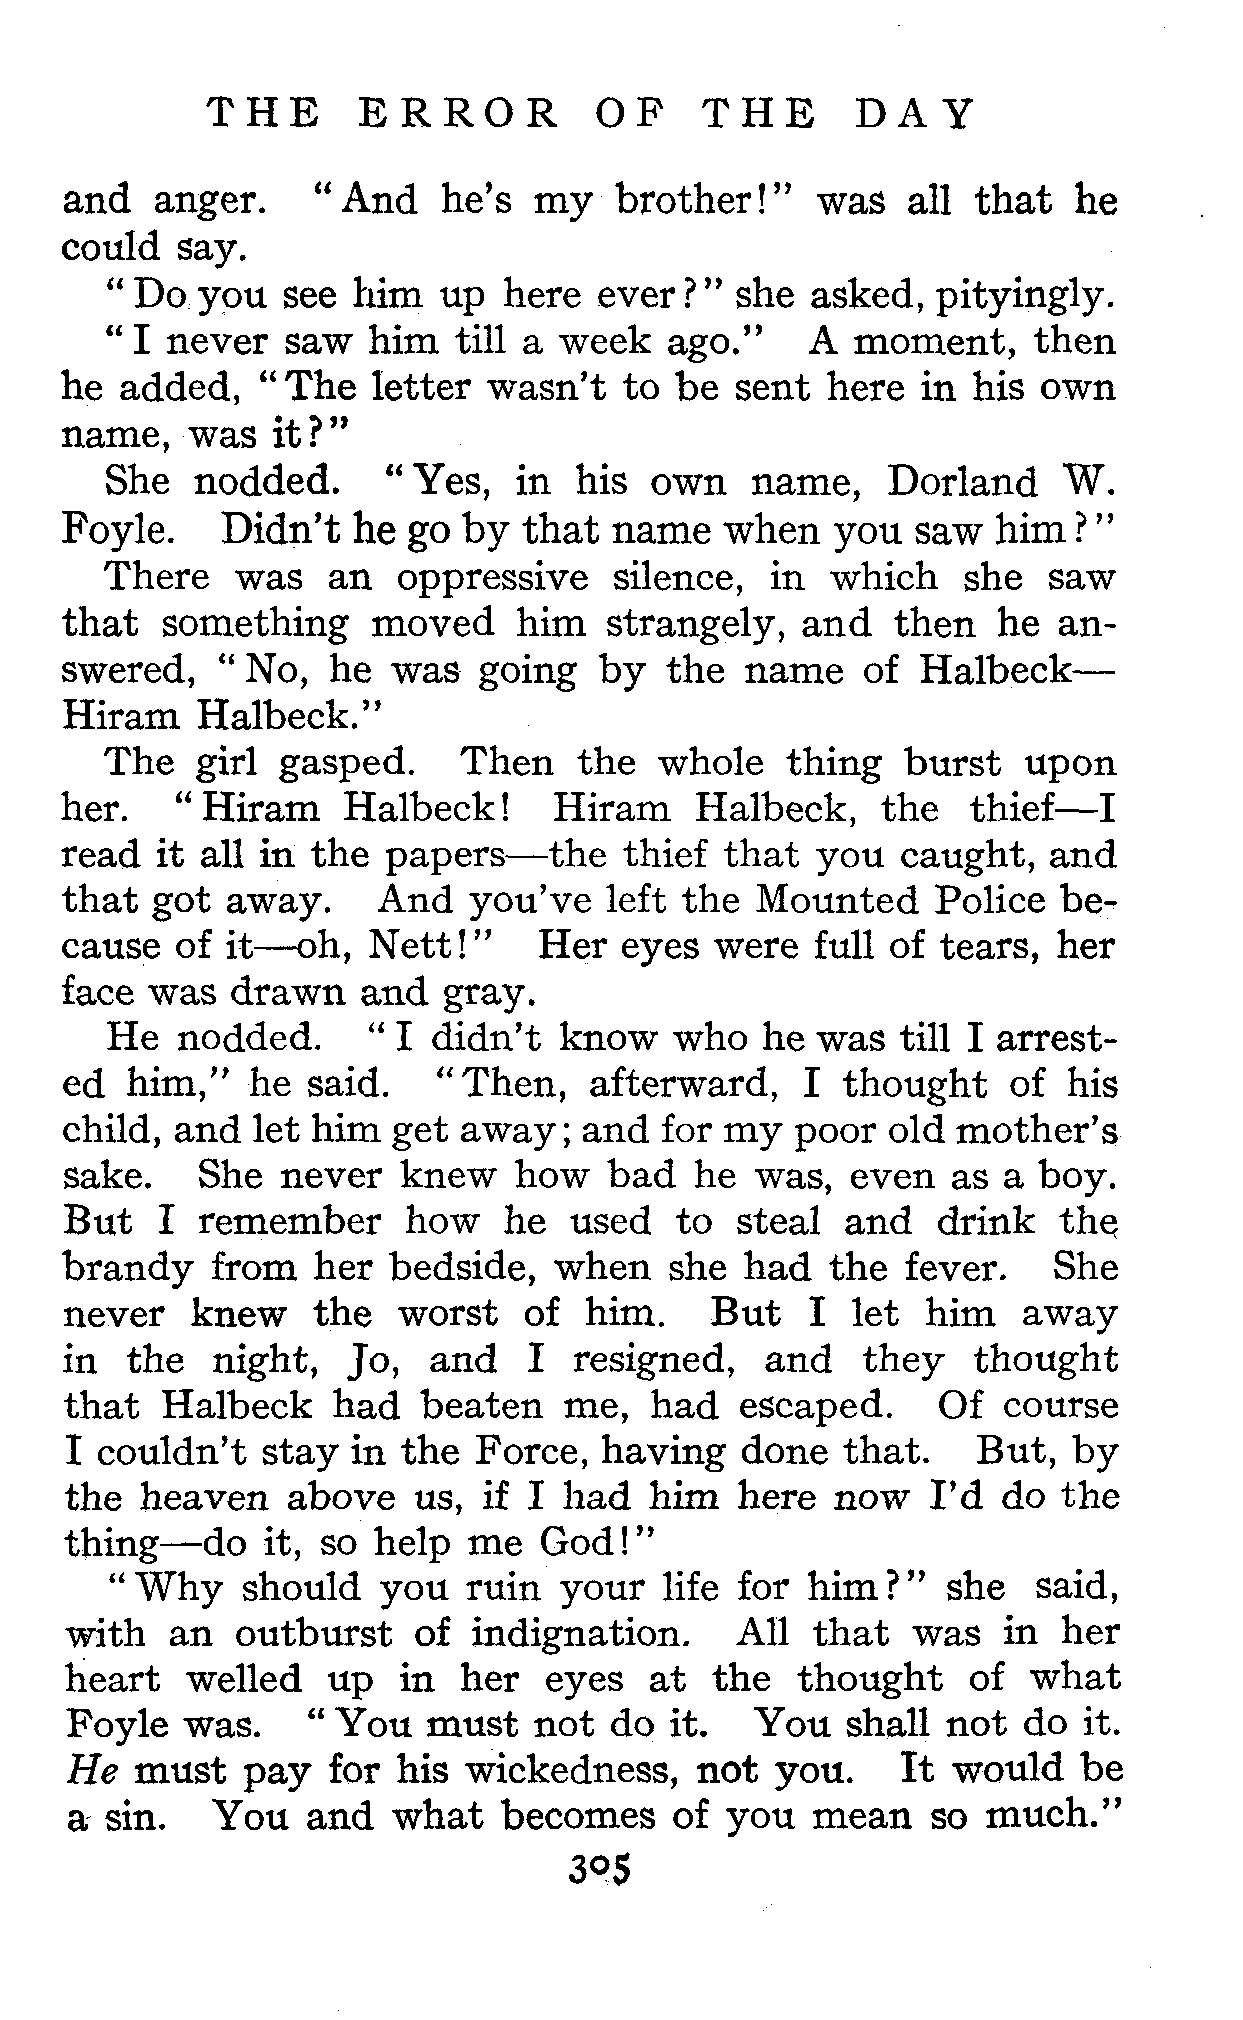 THE ERROR OF THE DAY
and anger. "And he's my brother!" was all that he
could say.
"Do you see him up here ever?" she asked, pityingly.
"I never saw him till a week ago." A moment, then
he added, "The letter wasn't to be sent here in his own
name, was it?"
She nodded. "Yes, in his own name, Dorland W.
Foyle. Didn't he go by that name when you saw him?"
There was an oppressive silence, in which she saw
that something moved him strangely, and then he an-
swered, "No, he was going by the name of Halbeck—
Hiram Halbeck."
The girl gasped. Then the whole thing burst upon
her. "Hiram Halbeck! Hiram Halbeck, the thief—I
read it all in the papers—the thief that you caught, and
that got away. And you've left the Mounted Police be-
cause of it—oh, Nett!" Her eyes were full of tears, her
face was drawn and gray.
He nodded. "I didn't know who he was till I arrest-
ed him," he said. "Then, afterward, I thought of his
child, and let him get away; and for my poor old mother's
sake. She never knew how bad he was, even as a boy.
But I remember how he used to steal and drink the
brandy from her bedside, when she had the fever. She
never knew the worst of him. But I let him away
in the night, Jo, and I resigned, and they thought
that Halbeck had beaten me, had escaped. Of course
I couldn't stay in the Force, having done that. But, by
the heaven above us, if I had him here now I'd do the
thing—do it, so help me God!"
"Why should you ruin your life for him?" she said,
with an outburst of indignation. All that was in her
heart welled up in her eyes at the thought of what
Foyle was. "You must not do it. You shall not do it.
He must pay for his wickedness, not you. It would be
a sin. You and what becomes of you mean so much."
305